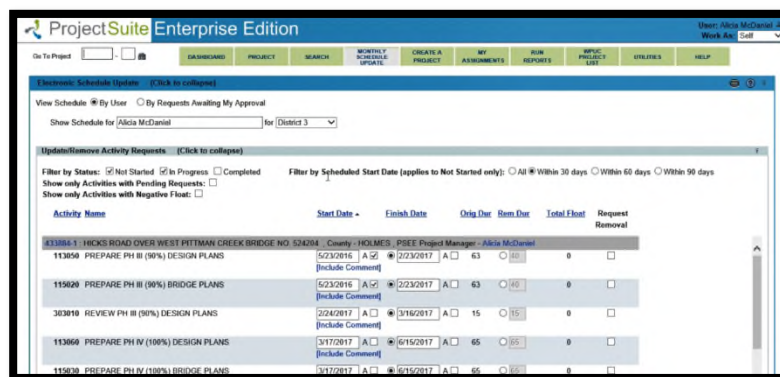 ProjectSuite Enterprise Edition
User: Alicia McDaniel
Work As: Self
Go To Project -
DASHBOARD PROJECT SEARCH MONTHLY SCHEDULE UPDATE CREATE A PROJECT MY ASSIGNMENTS RUN REPORTS WPUC PROJECT LIST UTILITIES HELP
Electronic Schedule Update (Click to collapse)
View Schedule By User By Requests Awaiting My Approval
Show Schedule for Alicia McDaniel for District 3
Update/Remove Activity Requests (Click to collapse)
Filter by Status: Not Started In Progress Completed Filter by Scheduled Start Date (applies to Not Started only): All Within 30 days Within 60 days Within 90 days
Show only Activities with Pending Requests:
Show only Activities with Negative Float:
Activity Name Start Date Finish Date Orig Dur Rem Dur Total Float Request Removal
433884-1 : HICKS ROAD OVER WEST PITTMAN CREEK BRIDGE NO. 524204 , County - HOLMES , PSEE Project Manager - Alicia McDaniel
113050 PREPARE PH III (90%) DESIGN PLANS 5/23/2016 A 2/23/2017 A 63 40 0
[Include Comment]
115020 PREPARE PH III (90%) BRIDGE PLANS 5/23/2016 A 2/23/2017 A 63 40 0
[Include Comment]
303010 REVIEW PH III (90%) DESIGN PLANS 2/24/2017 A 3/16/2017 A 15 15 0
[Include Comment]
113060 PREPARE PH IV (100%) DESIGN PLANS 3/17/2017 A 6/15/2017 A 65 65 0
[Include Comment]
115030 PREPARE PH IV (100%) BRIDGE PLANS 3/17/2017 A 6/15/2017 A 65 65 0